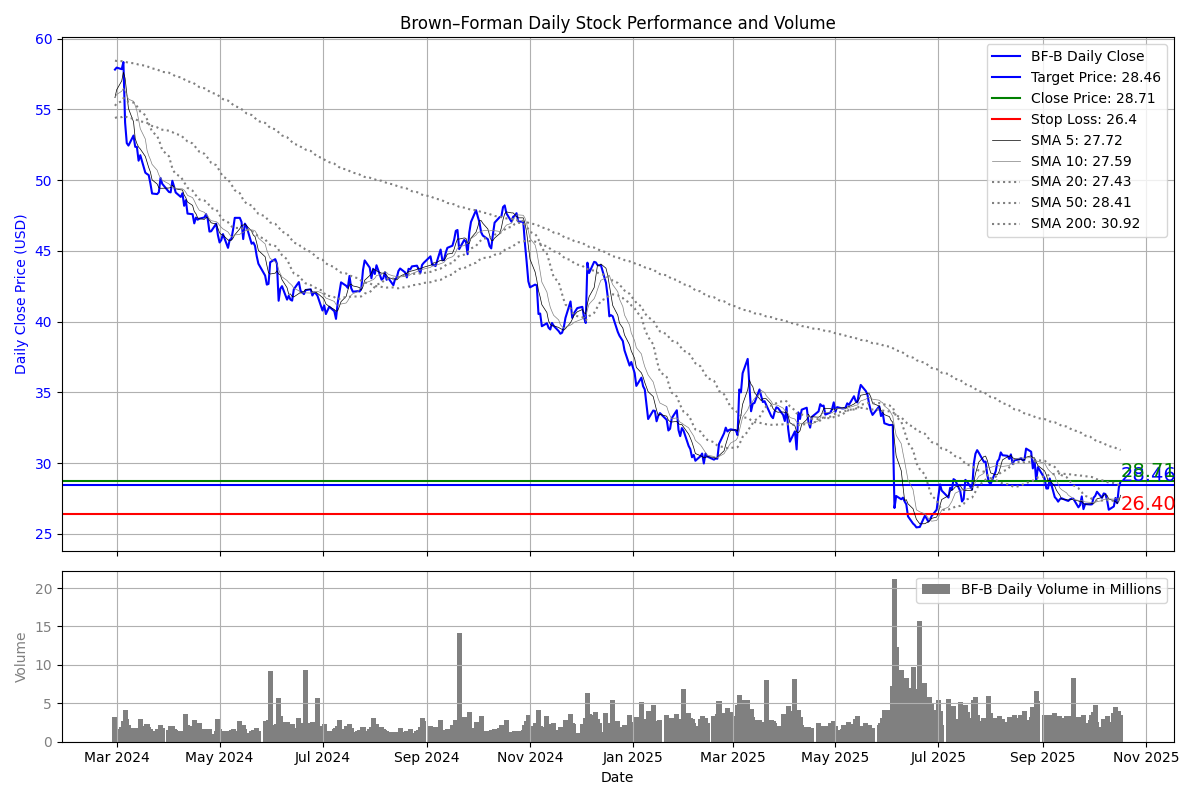 Brown–Forman Daily Stock Performance and Volume
60
55
50
45
40
35
30
25
Daily Close Price (USD)
BF-B Daily Close
Target Price: 28.46
Close Price: 28.71
Stop Loss: 26.4
SMA 5: 27.72
SMA 10: 27.59
SMA 20: 27.43
SMA 50: 28.41
SMA 200: 30.92
28.71
28.46
26.40
20
15
10
5
0
Volume
BF-B Daily Volume in Millions
Mar 2024 May 2024 Jul 2024 Sep 2024 Nov 2024 Jan 2025 Mar 2025 May 2025 Jul 2025 Sep 2025 Nov 2025
Date